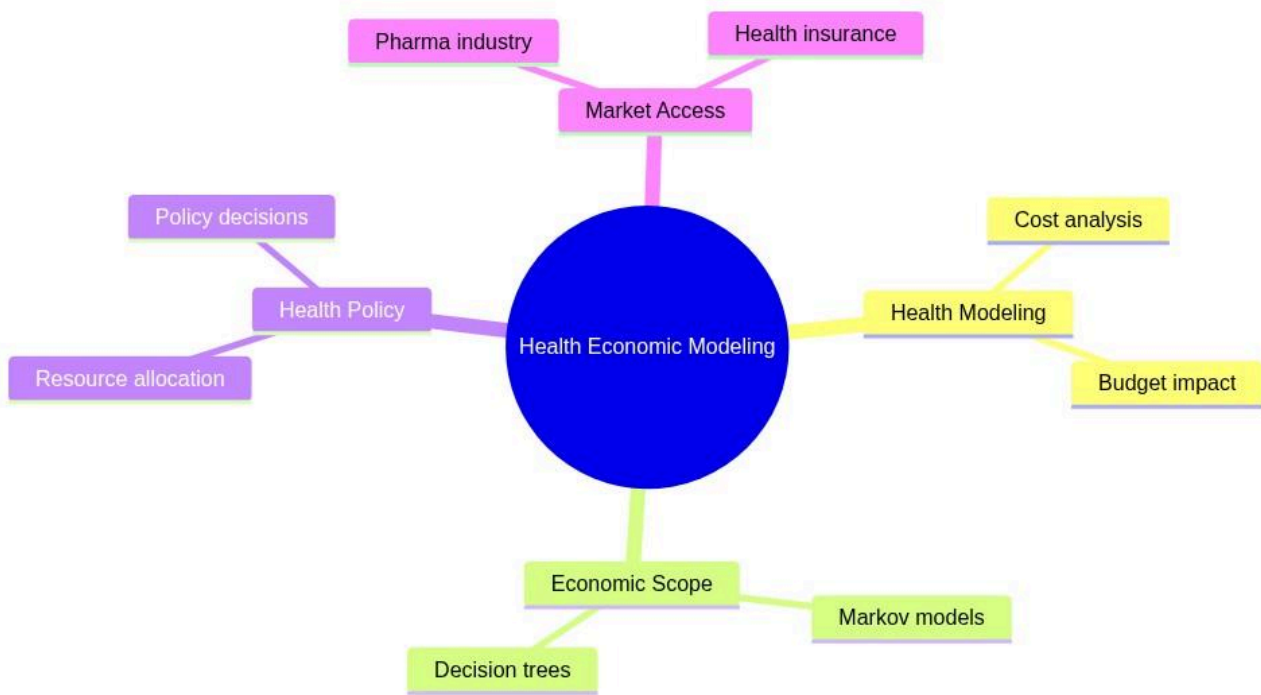 Pharma industry
Health insurance
Market Access
Policy decisions
Cost analysis
Health Policy
Health Modeling
Health Economic Modeling
Resource allocation
Budget impact
Economic Scope
Markov models
Decision trees